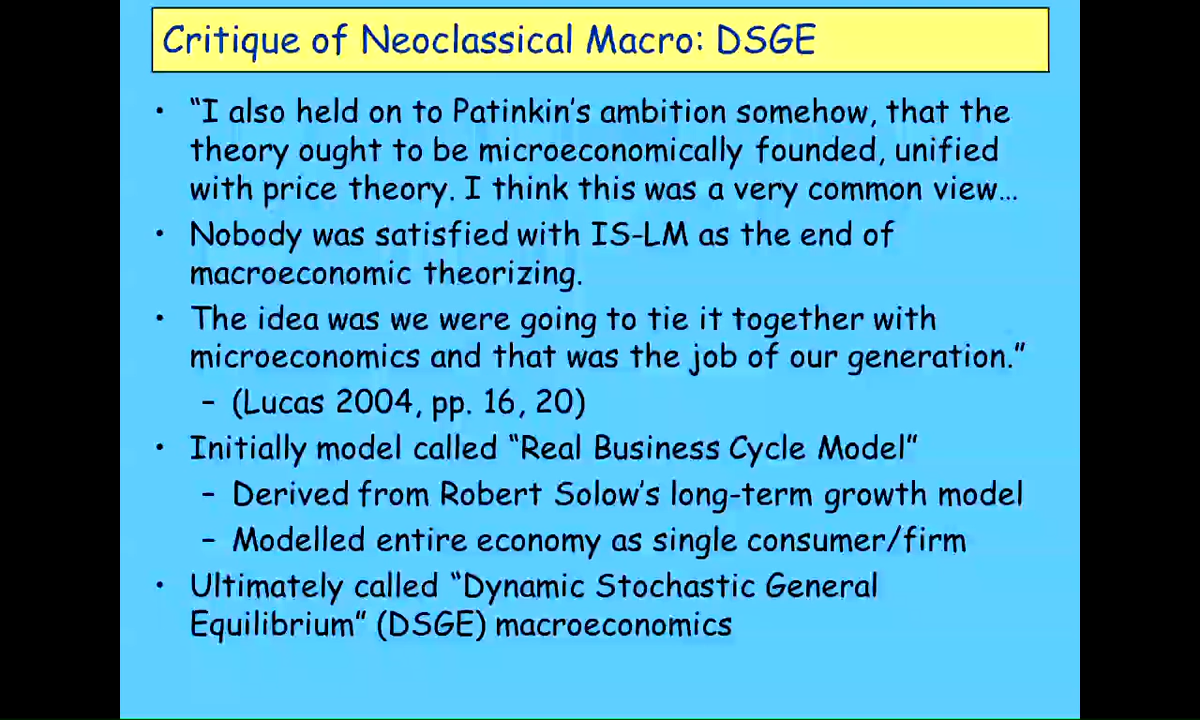 Critique of Neoclassical Macro: DSGE
• “I also held on to Patinkin’s ambition somehow, that the
theory ought to be microeconomically founded, unified
with price theory. I think this was a very common view…
• Nobody was satisfied with IS-LM as the end of
macroeconomic theorizing.
• The idea was we were going to tie it together with
microeconomics and that was the job of our generation.”
– (Lucas 2004, pp. 16, 20)
• Initially model called “Real Business Cycle Model”
– Derived from Robert Solow’s long-term growth model
– Modelled entire economy as single consumer/firm
• Ultimately called “Dynamic Stochastic General
Equilibrium” (DSGE) macroeconomics